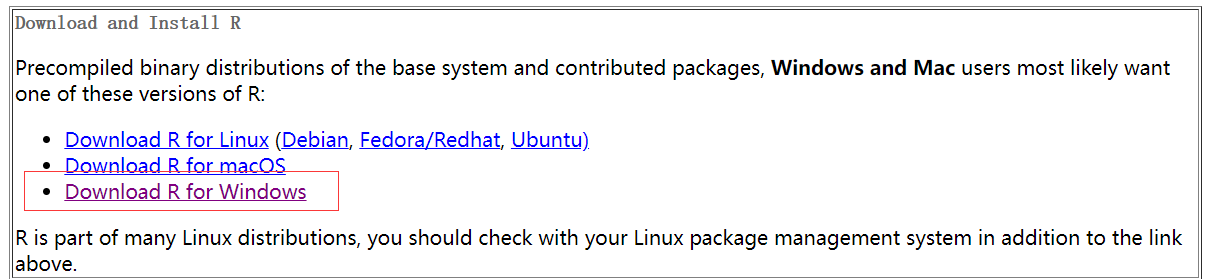 Download and Install R
Precompiled binary distributions of the base system and contributed packages, Windows and Mac users most likely want
one of these versions of R:
Download R for Linux (Debian, Fedora/Redhat, Ubuntu)
Download R for macOS
Download R for Windows
R is part of many Linux distributions, you should check with your Linux package management system in addition to the link
above.